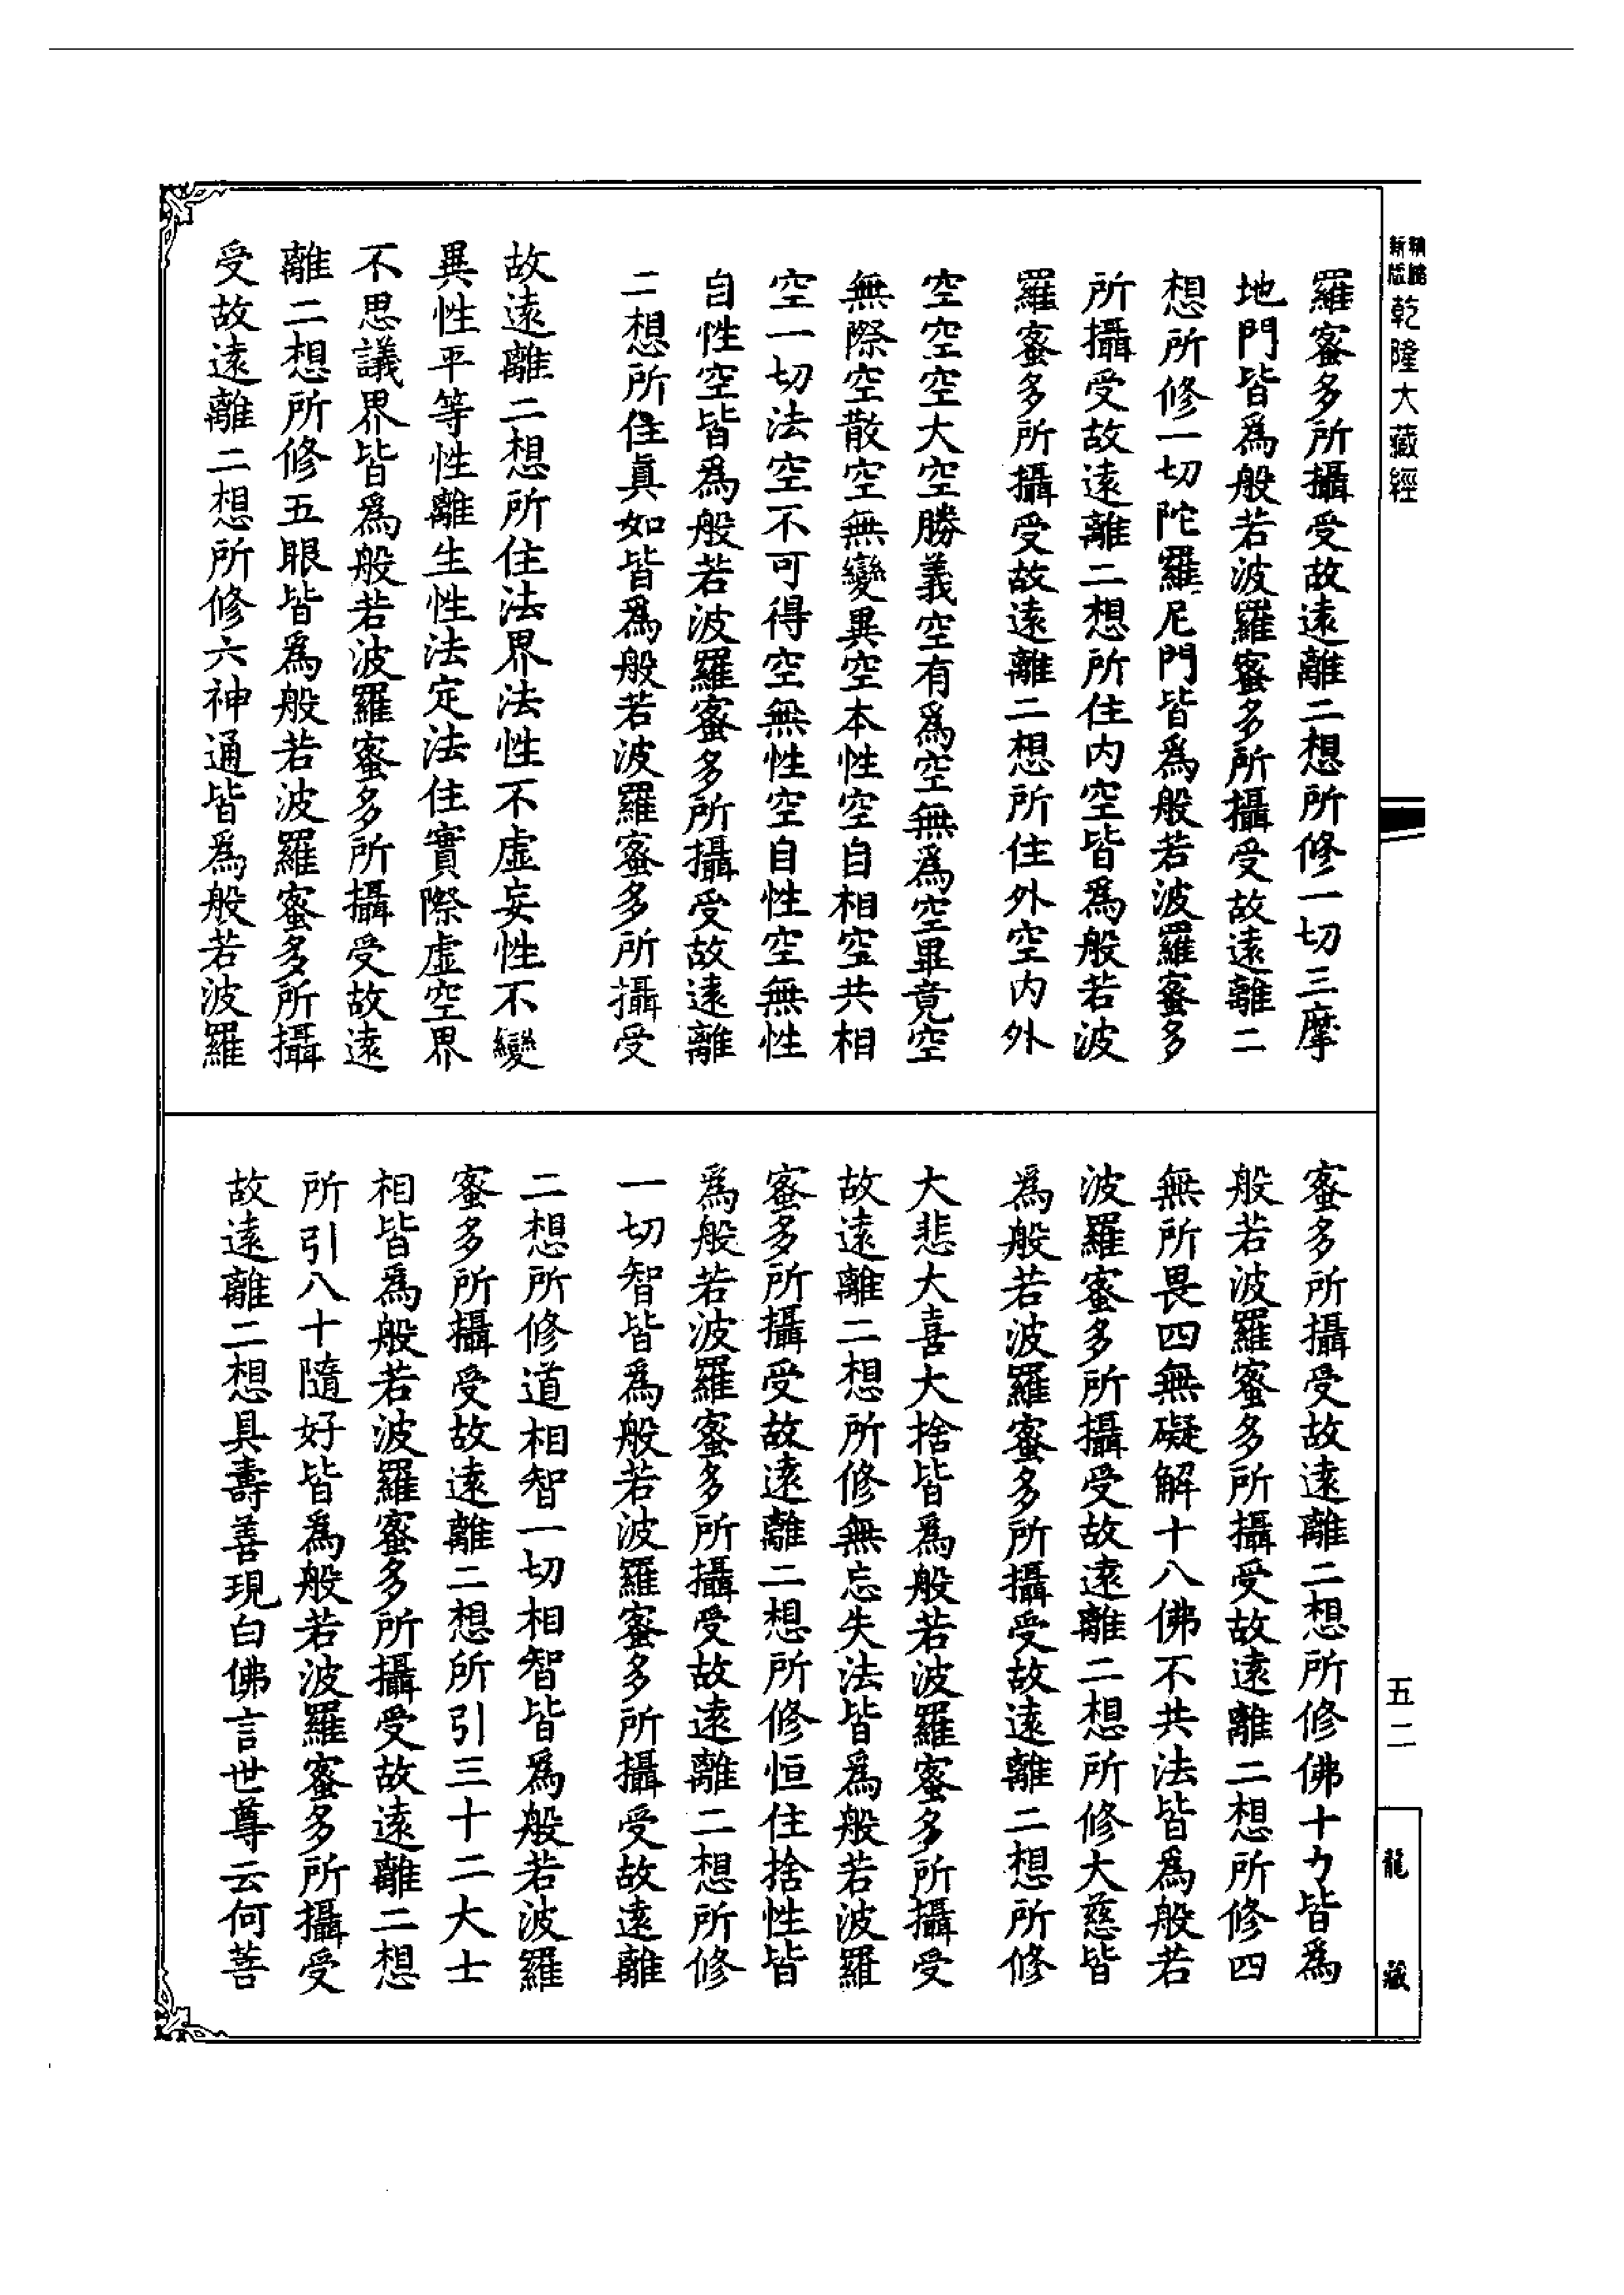 新版
乾隆大藏經
羅蜜多所攝受故遠離二想所修一切三摩
地門皆爲般若波羅蜜多所攝受故遠離二
想所修一切陀羅尼門皆爲般若波羅蜜多
所攝受故遠離二想所住內空皆爲般若波
羅蜜多所攝受故遠離二想所住外空內外
空空空大空勝義空有爲空無爲空畢竟空
無際空散空無變異空本性空自相空共相
空一切法空不可得空無性空自性空無性
自性空皆爲般若波羅蜜多所攝受故遠離
二想所住真如皆爲般若波羅蜜多所攝受
故遠離二想所住法界法性不虛妄性不變
異性平等性離生性法定法住實際虛空界
不思議界皆爲般若波羅蜜多所攝受故遠
離二想所修五眼皆爲般若波羅蜜多所攝
受故遠離二想所修六神通皆爲般若波羅
蜜多所攝受故遠離二想所修佛十力皆爲
般若波羅蜜多所攝受故遠離二想所修四
無所畏四無礙解十八佛不共法皆爲般若
波羅蜜多所攝受故遠離二想所修大慈皆
爲般若波羅蜜多所攝受故遠離二想所修
大悲大喜大捨皆爲般若波羅蜜多所攝受
故遠離二想所修無忘失法皆爲般若波羅
蜜多所攝受故遠離二想所修恒住捨性皆
爲般若波羅蜜多所攝受故遠離二想所修
一切智皆爲般若波羅蜜多所攝受故遠離
二想所修道相智一切相智皆爲般若波羅
蜜多所攝受故遠離二想所引三十二大士
相皆爲般若波羅蜜多所攝受故遠離二想
所引八十隨好皆爲般若波羅蜜多所攝受
故遠離二想具壽善現白佛言世尊云何菩
五二
龍藏